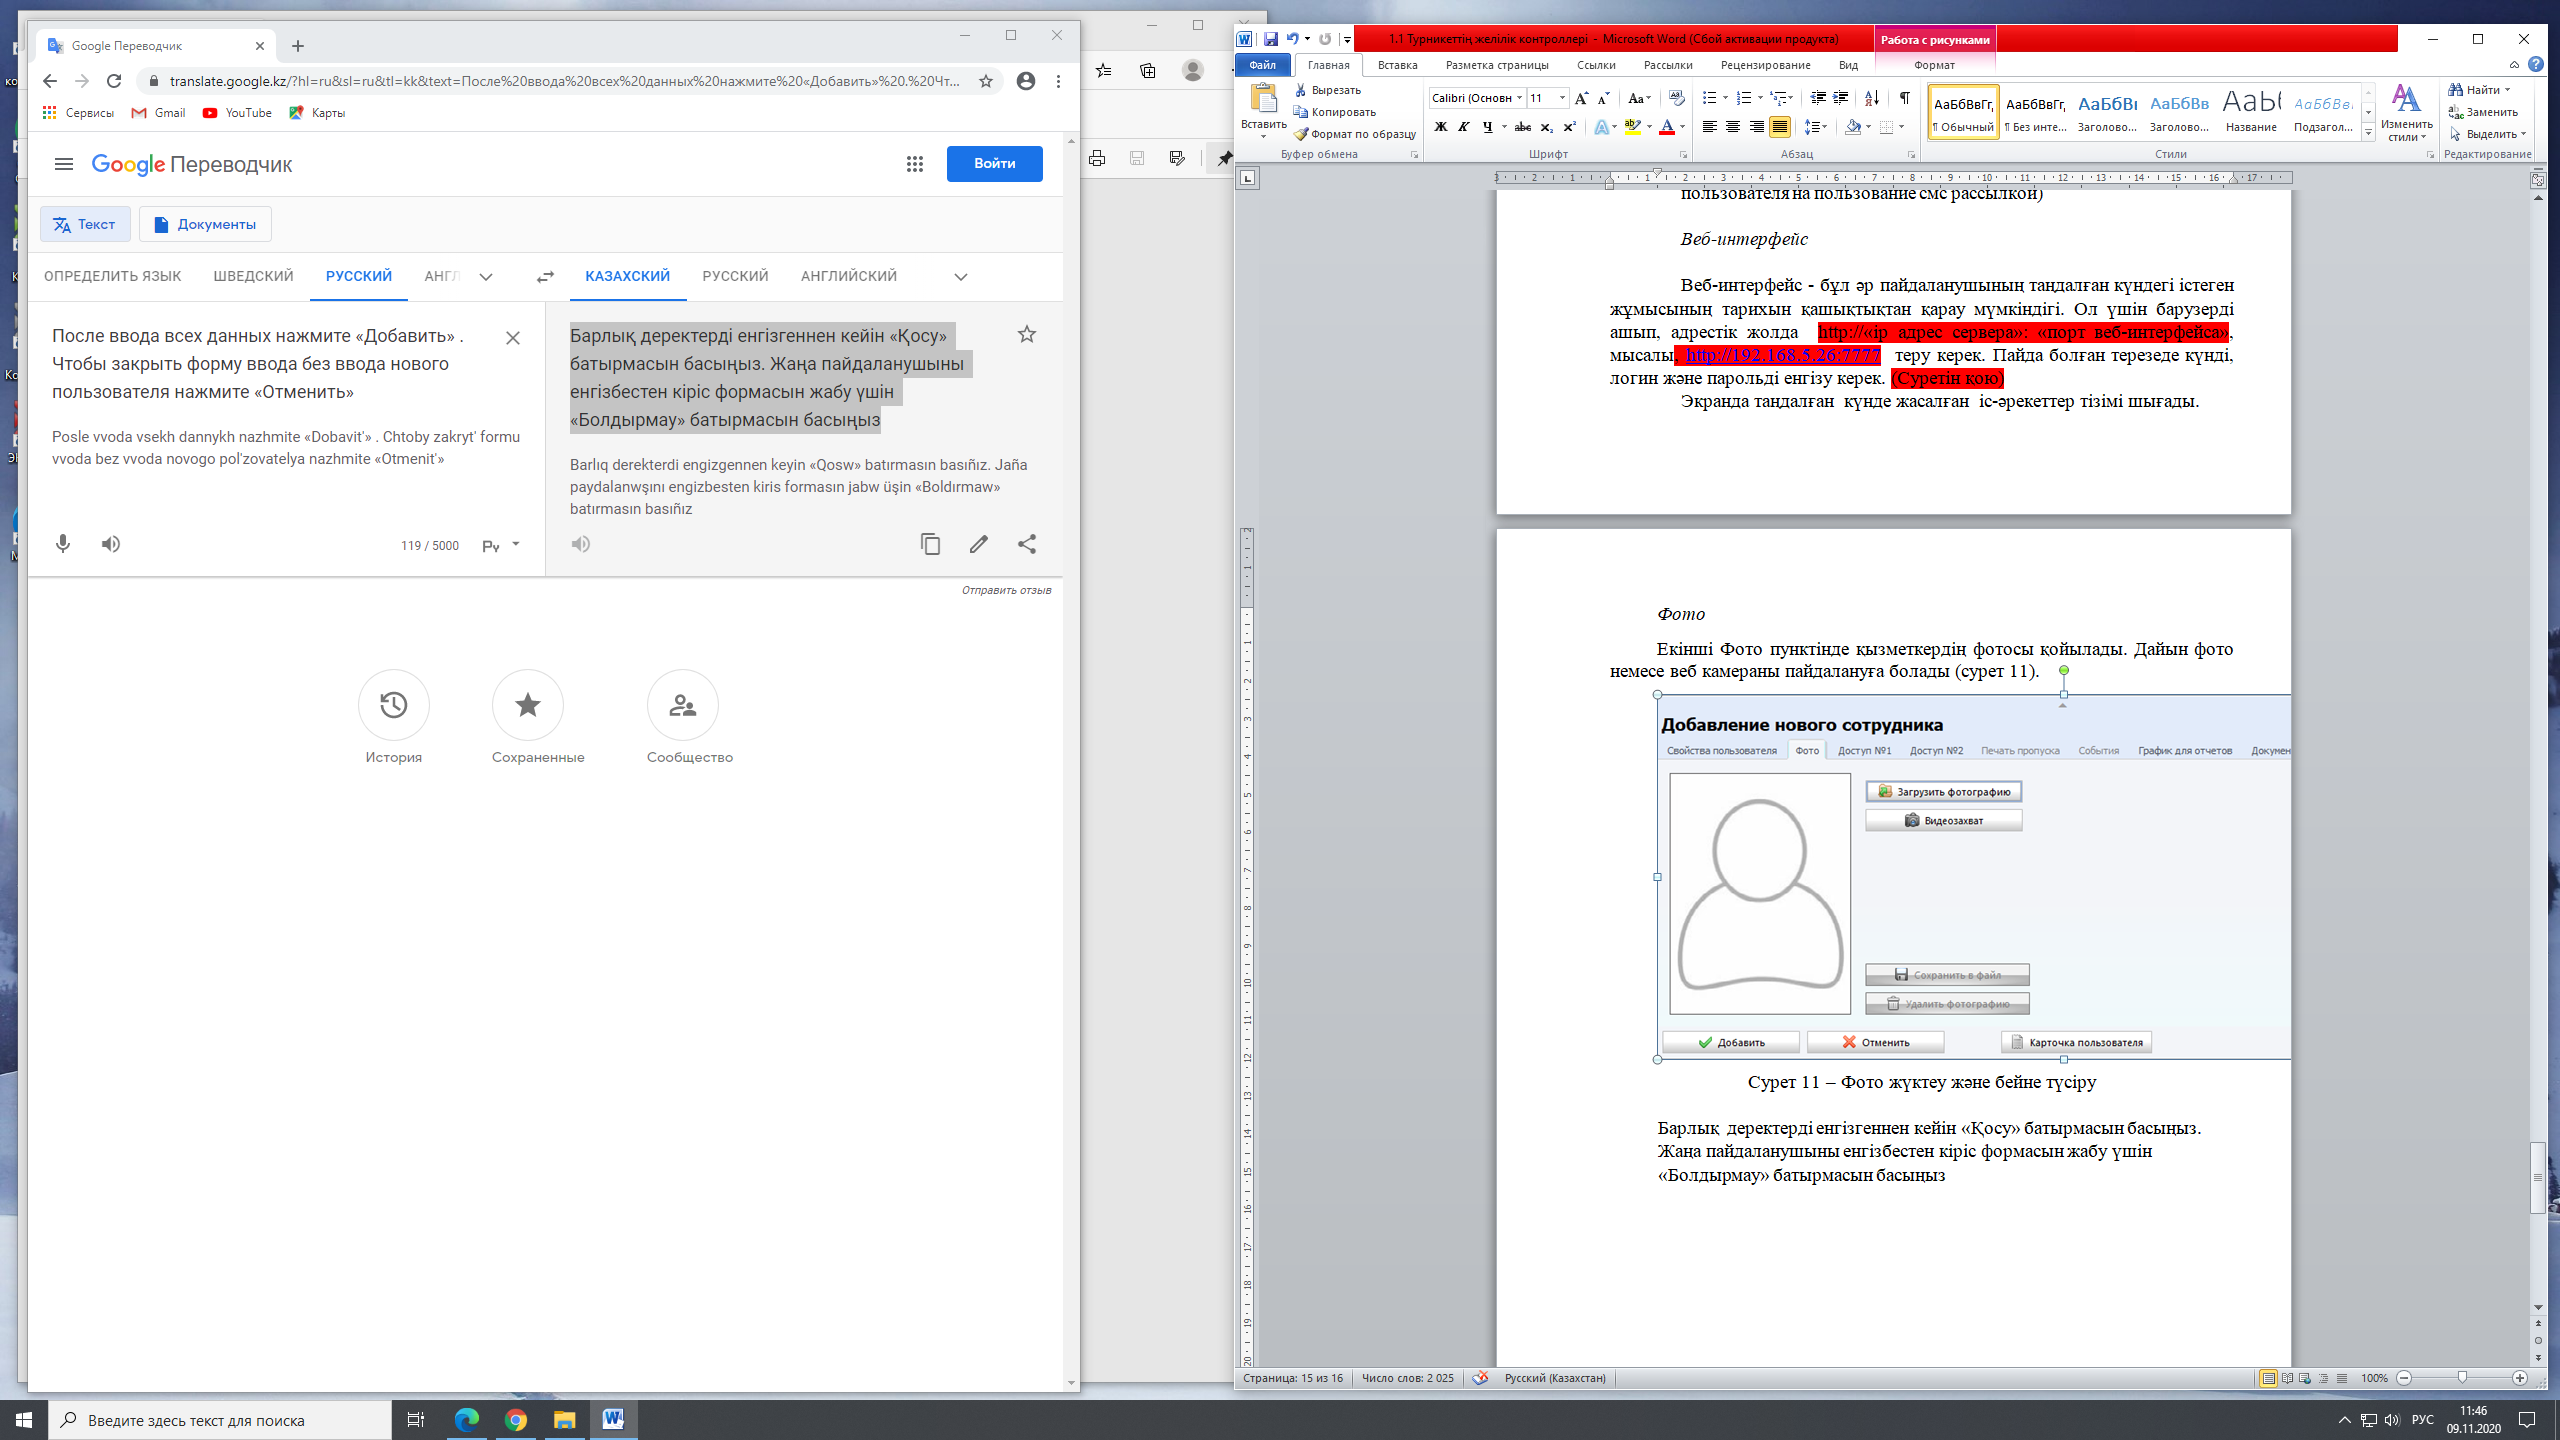 Google Переводчик
translate.google.kz/?hl=ru&sl=ru&tl=kk&text=После%20ввода%20всех%20данных%20нажмите%20«Добавить»%20.%20Чт...
Сервисы Gmail YouTube Карты
Google Переводчик
Войти
Текст Документы
ОПРЕДЕЛИТЬ ЯЗЫК ШВЕДСКИЙ РУССКИЙ АНГЛ КАЗАХСКИЙ РУССКИЙ АНГЛИЙСКИЙ
После ввода всех данных нажмите «Добавить» .
Чтобы закрыть форму ввода без ввода нового
пользователя нажмите «Отменить»
Posle vvoda vsekh dannykh nazhmite «Dobavit'» . Chtoby zakryt' formu
vvoda bez vvoda novogo pol'zovatelya nazhmite «Otmenit'»
119 / 5000
Барлық деректерді енгізгеннен кейін «Қосу»
батырмасын басыңыз. Жаңа пайдаланушыны
енгізбестен кіріс формасын жабу үшін
«Болдырмау» батырмасын басыңыз
Barlıq derekterdi engizgennen keyin «Qosw» batırmasın basıñız. Jaña
paydalanwşını engizbesten kiris formasın jabw üşin «Boldırmaw»
batırmasın basıñız
Отправить отзыв
История Сохраненные Сообщество
1.1 Турникеттің желілік контроллері - Microsoft Word (Сбой активации продукта)
Работа с рисунками
Файл Главная Вставка Разметка страницы Ссылки Рассылки Рецензирование Вид Формат
Вставить
Вырезать
Копировать
Формат по образцу
Буфер обмена
Calibri (Основн 11
Шрифт
Абзац
АаБбВвГг, АаБбВвГг, АаБбВı АаБбВв АаЫ АаБбВвı
¶ Обычный ¶ Без инте... Заголово... Заголово... Название Подзагол...
Изменить стили
Стили
Найти
Заменить
Выделить
Редактирование
пользователя на пользование смс рассылкой)
Веб-интерфейс
Веб-интерфейс - бұл әр пайдаланушының таңдалған күндегі істеген
жұмысының тарихын қашықтықтан қарау мүмкіндігі. Ол үшін барузерді
ашып, адрестік жолда http://«ip адрес сервера»: «порт веб-интерфейса»,
мысалы, http://192.168.5.26:7777 теру керек. Пайда болған терезеде күнді,
логин және парольді енгізу керек. (Суретін қою)
Экранда таңдалған күнде жасалған іс-әрекеттер тізімі шығады.
Фото
Екінші Фото пунктінде қызметкердің фотосы қойылады. Дайын фото
немесе веб камераны пайдалануға болады (сурет 11).
Добавление нового сотрудника
Свойства пользователя Фото Доступ №1 Доступ №2 Печать пропуска События График для отчетов Докумен
Загрузить фотографию
Видеозахват
Сохранить в файл
Удалить фотографию
Добавить Отменить Карточка пользователя
Сурет 11 – Фото жүктеу және бейне түсіру
Барлық деректерді енгізгеннен кейін «Қосу» батырмасын басыңыз.
Жаңа пайдаланушыны енгізбестен кіріс формасын жабу үшін
«Болдырмау» батырмасын басыңыз
Страница: 15 из 16 Число слов: 2 025 Русский (Казахстан) 100%
Введите здесь текст для поиска
РУС 11:46
09.11.2020